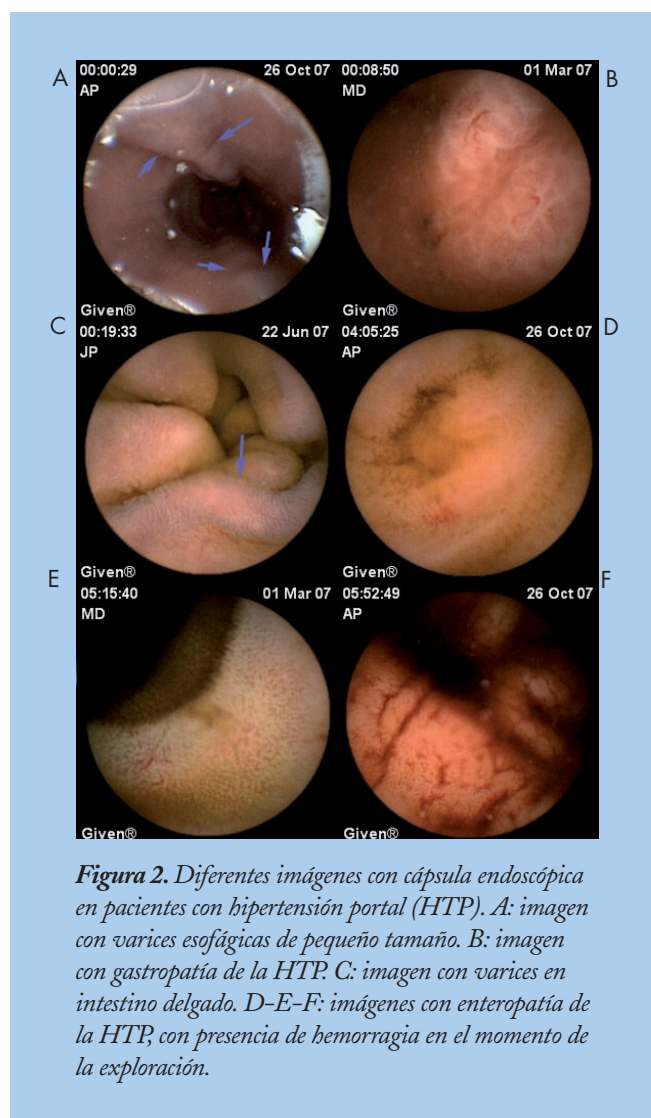 A 00:00:29 26 Oct 07 00:08:50 01 Mar 07 B
AP MD
Given® Given®
C 00:19:33 22 Jun 07 04:05:25 26 Oct 07 D
JP AP
Given® Given®
E 05:15:40 01 Mar 07 05:52:49 26 Oct 07 F
MD AP
Given® Given®
Figura 2. Diferentes imágenes con cápsula endoscópica
en pacientes con hipertensión portal (HTP). A: imagen
con varices esofágicas de pequeño tamaño. B: imagen
con gastropatía de la HTP. C: imagen con varices en
intestino delgado. D-E-F: imágenes con enteropatía de
la HTP, con presencia de hemorragia en el momento de
la exploración.